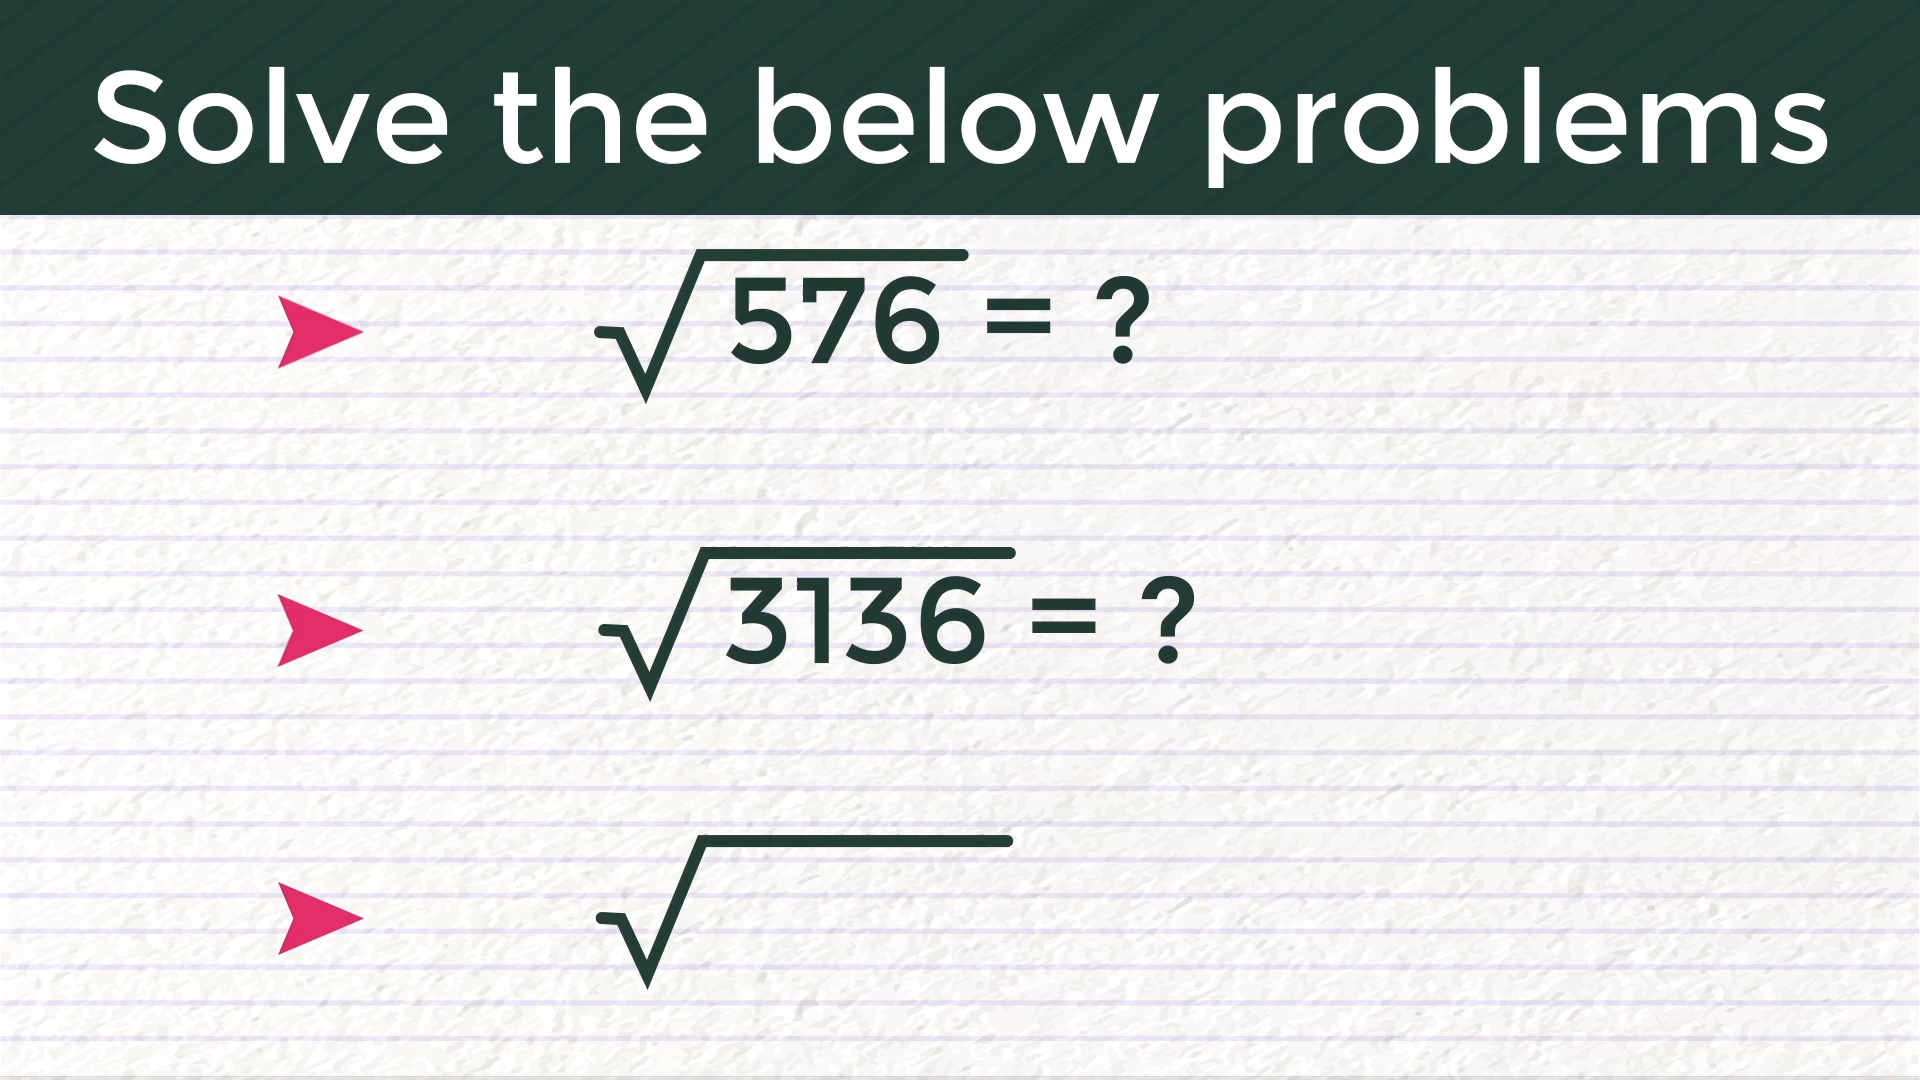 Solve the below problems
√576 = ?
√3136 = ?
√